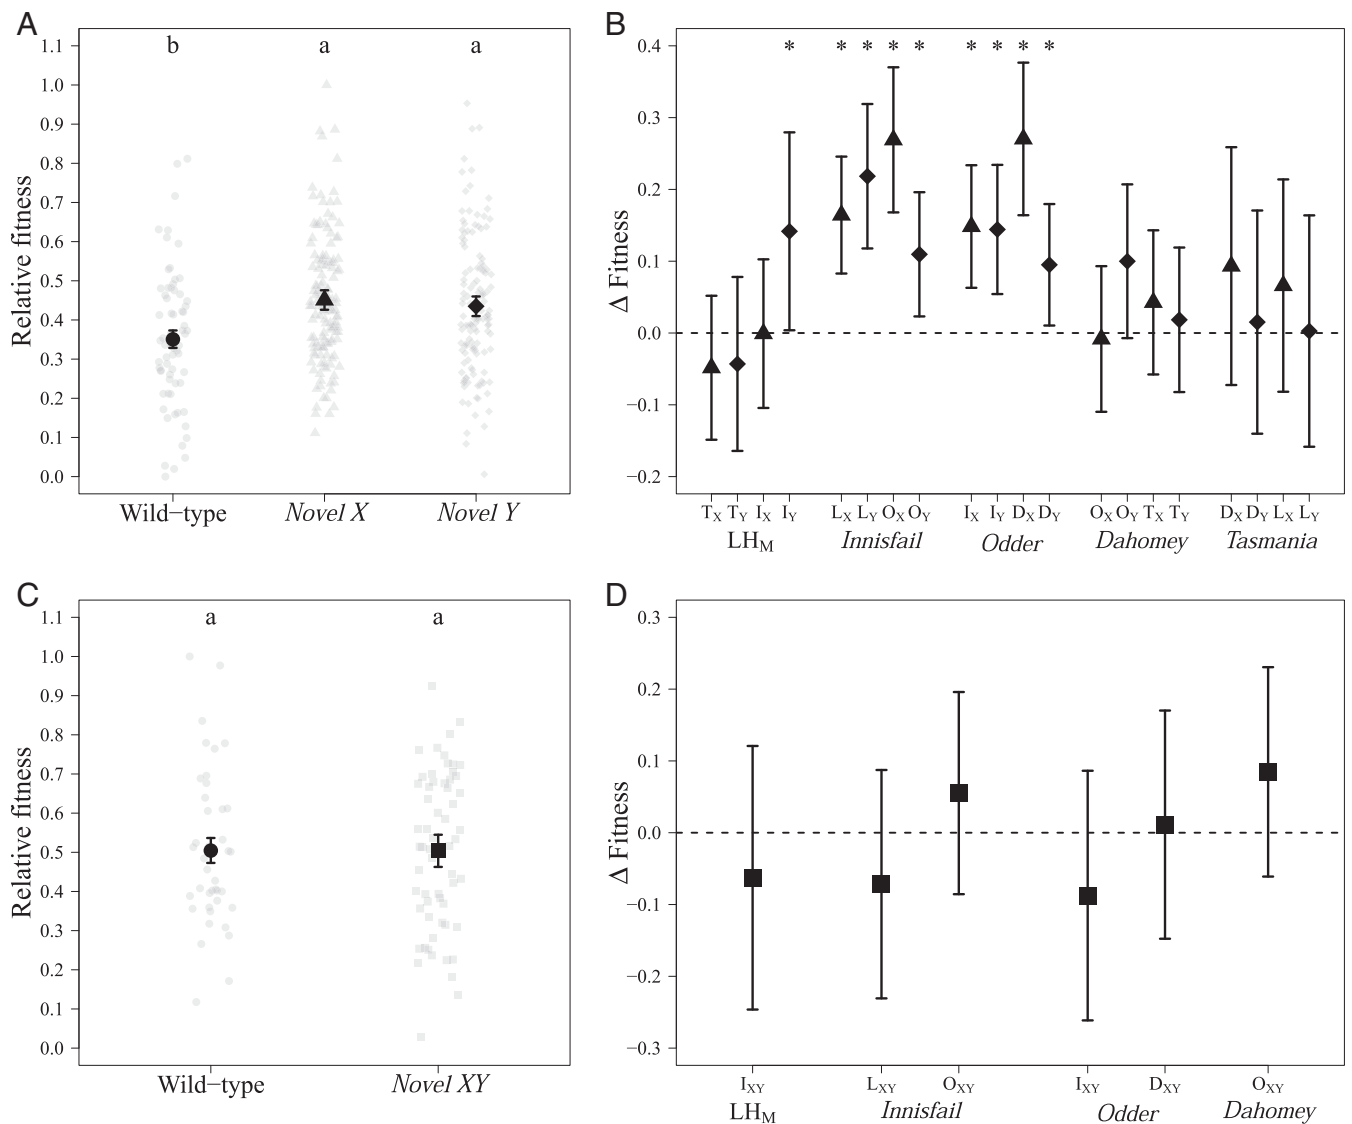 A
b a a
Relative fitness
1.1
1.0
0.9
0.8
0.7
0.6
0.5
0.4
0.3
0.2
0.1
0.0
Wild−type Novel X Novel Y
B
* * * * * * * * *
Δ Fitness
0.4
0.3
0.2
0.1
0.0
−0.1
−0.2
TX TY IX IY LX LY OX OY IX IY DX DY OX OY TX TY DX DY LX LY
LHM Innisfail Odder Dahomey Tasmania
C
a a
Relative fitness
1.1
1.0
0.9
0.8
0.7
0.6
0.5
0.4
0.3
0.2
0.1
0.0
Wild−type Novel XY
D
Δ Fitness
0.3
0.2
0.1
0.0
−0.1
−0.2
−0.3
IXY LXY OXY IXY DXY OXY
LHM Innisfail Odder Dahomey